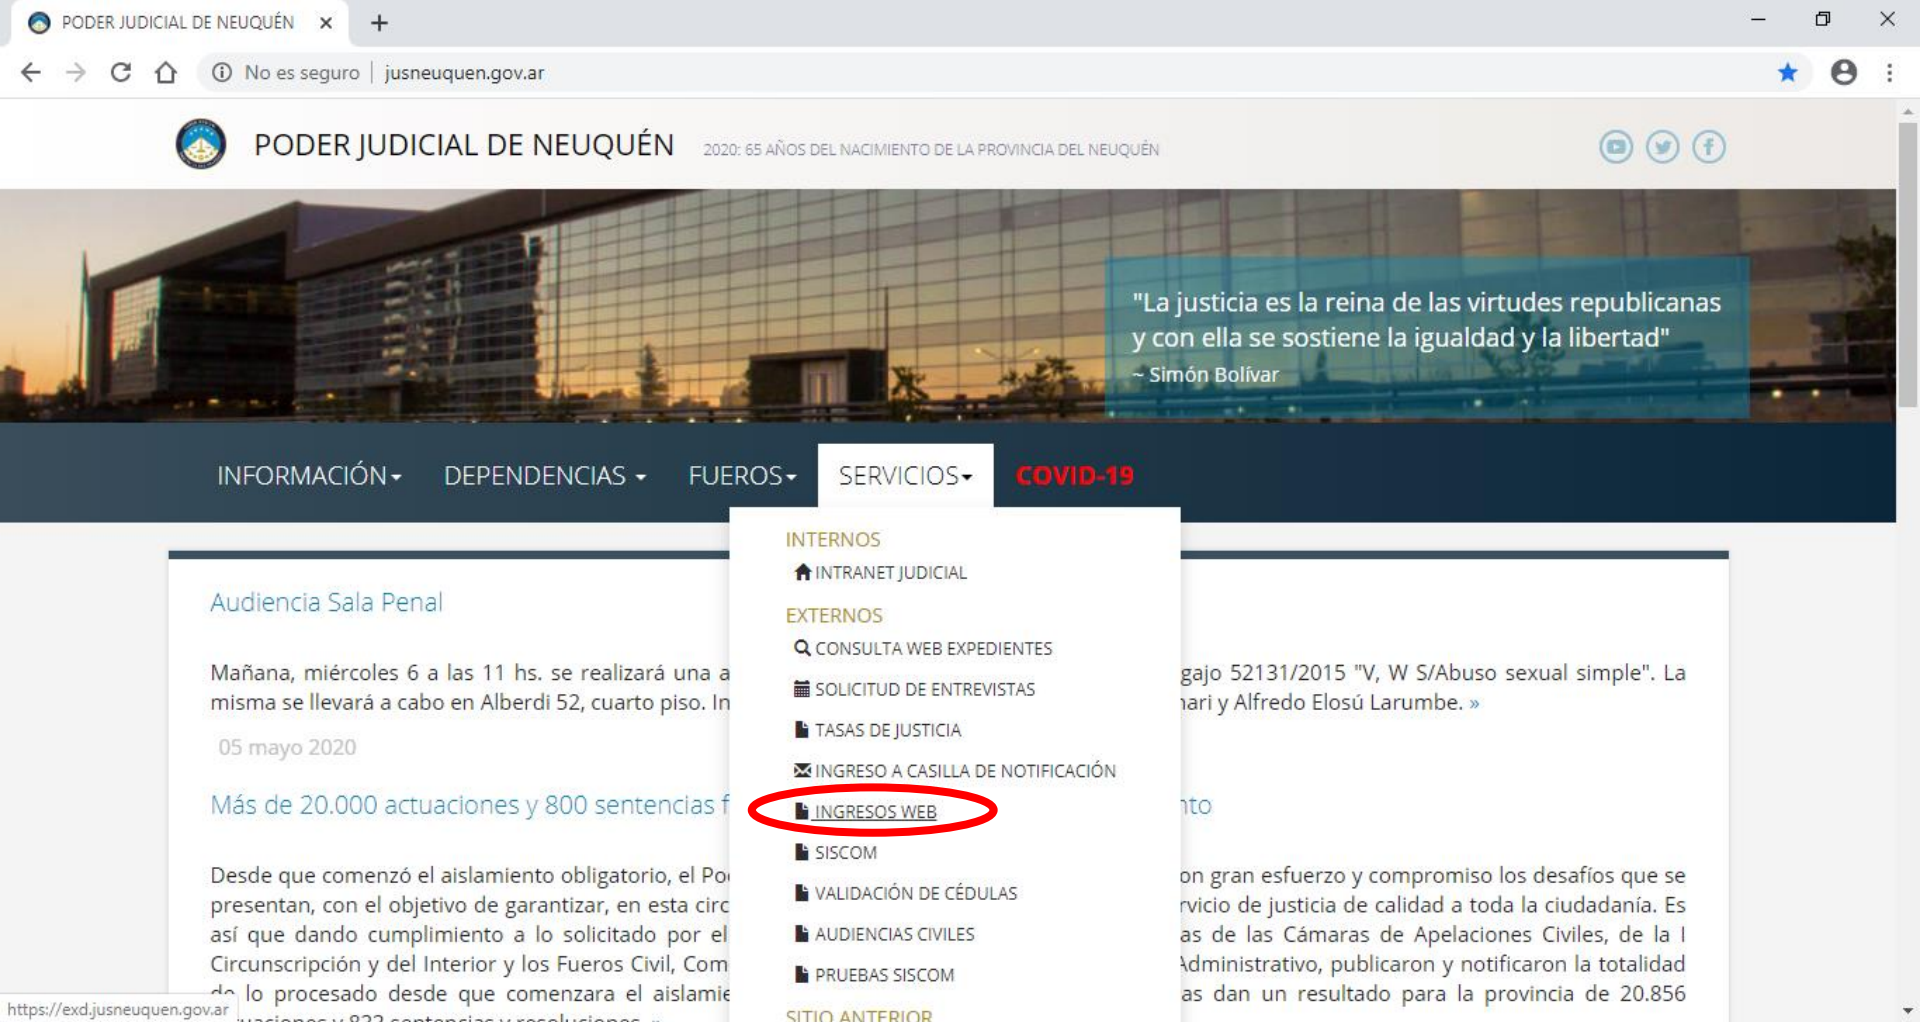 PODER JUDICIAL DE NEUQUÉN
No es seguro | jusneuquen.gov.ar
PODER JUDICIAL DE NEUQUÉN 2020: 65 AÑOS DEL NACIMIENTO DE LA PROVINCIA DEL NEUQUÉN
"La justicia es la reina de las virtudes republicanas
y con ella se sostiene la igualdad y la libertad"
~ Simón Bolívar
INFORMACIÓN DEPENDENCIAS FUEROS SERVICIOS COVID-19
INTERNOS
INTRANET JUDICIAL
EXTERNOS
CONSULTA WEB EXPEDIENTES
SOLICITUD DE ENTREVISTAS
TASAS DE JUSTICIA
INGRESO A CASILLA DE NOTIFICACIÓN
INGRESOS WEB
SISCOM
VALIDACIÓN DE CÉDULAS
AUDIENCIAS CIVILES
PRUEBAS SISCOM
SITIO ANTERIOR
Audiencia Sala Penal
Mañana, miércoles 6 a las 11 hs. se realizará una a gajo 52131/2015 "V, W S/Abuso sexual simple". La
misma se llevará a cabo en Alberdi 52, cuarto piso. In nari y Alfredo Elosú Larumbe. »
05 mayo 2020
Más de 20.000 actuaciones y 800 sentencias f nto
Desde que comenzó el aislamiento obligatorio, el Po on gran esfuerzo y compromiso los desafíos que se
presentan, con el objetivo de garantizar, en esta circ rvicio de justicia de calidad a toda la ciudadanía. Es
así que dando cumplimiento a lo solicitado por el as de las Cámaras de Apelaciones Civiles, de la I
Circunscripción y del Interior y los Fueros Civil, Com Administrativo, publicaron y notificaron la totalidad
de lo procesado desde que comenzara el aislamie as dan un resultado para la provincia de 20.856
https://exd.jusneuquen.gov.ar